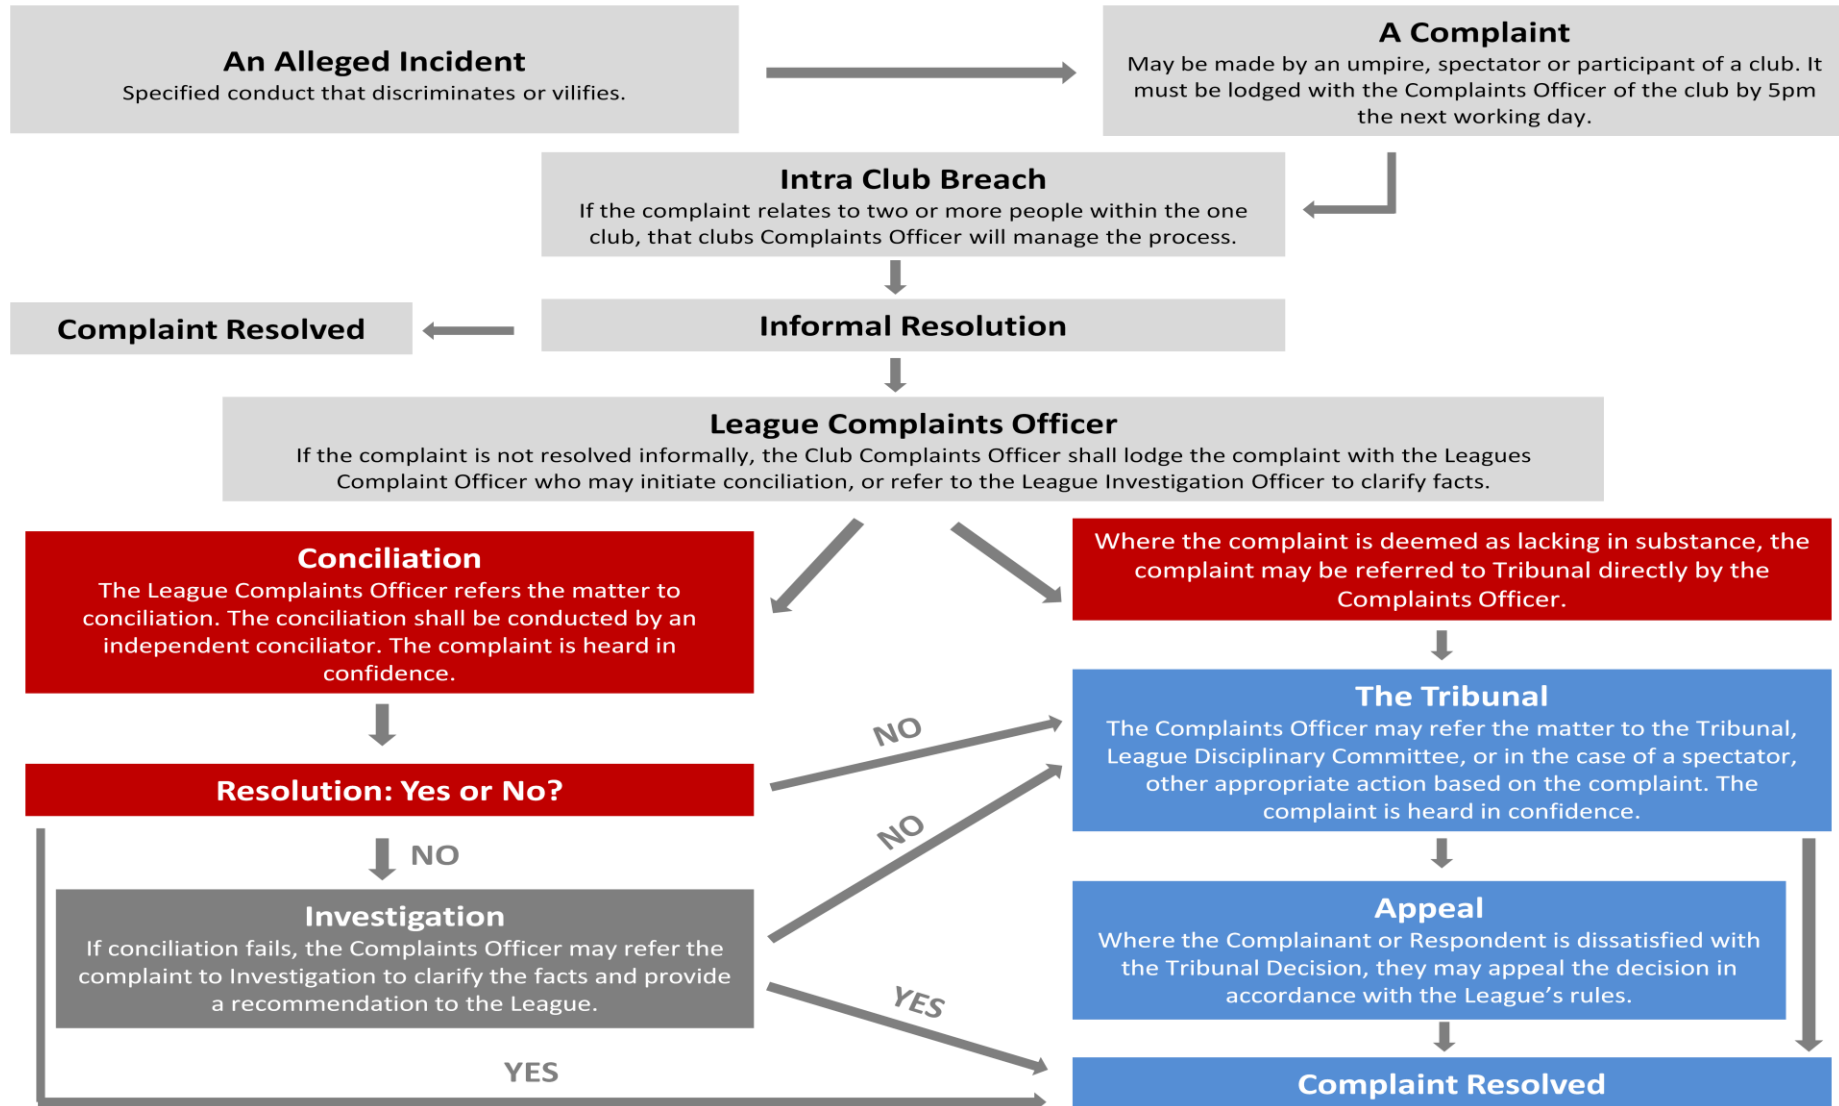 An Alleged Incident
Specified conduct that discriminates or vilifies.
A Complaint
May be made by an umpire, spectator or participant of a club. It
must be lodged with the Complaints Officer of the club by 5pm
the next working day.
Intra Club Breach
If the complaint relates to two or more people within the one
club, that clubs Complaints Officer will manage the process.
Complaint Resolved
Informal Resolution
League Complaints Officer
If the complaint is not resolved informally, the Club Complaints Officer shall lodge the complaint with the Leagues
Complaint Officer who may initiate conciliation, or refer to the League Investigation Officer to clarify facts.
Conciliation
The League Complaints Officer refers the matter to
conciliation. The conciliation shall be conducted by an
independent conciliator. The complaint is heard in
confidence.
Where the complaint is deemed as lacking in substance, the
complaint may be referred to Tribunal directly by the
Complaints Officer.
Resolution: Yes or No?
NO
NO
NO
The Tribunal
The Complaints Officer may refer the matter to the Tribunal,
League Disciplinary Committee, or in the case of a spectator,
other appropriate action based on the complaint. The
complaint is heard in confidence.
Investigation
If conciliation fails, the Complaints Officer may refer the
complaint to Investigation to clarify the facts and provide
a recommendation to the League.
YES
YES
Appeal
Where the Complainant or Respondent is dissatisfied with
the Tribunal Decision, they may appeal the decision in
accordance with the League’s rules.
Complaint Resolved